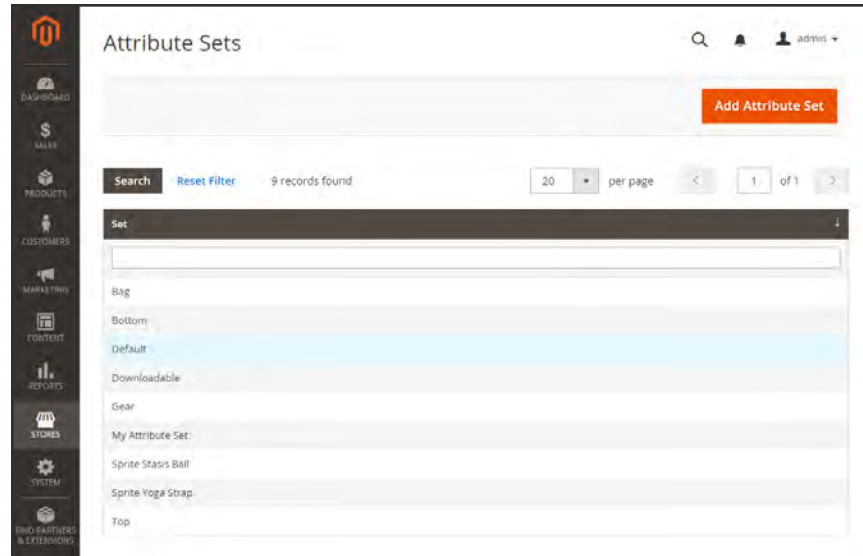 Attribute Sets
admin
DASHBOARD
Add Attribute Set
SALES
Search Reset Filter 9 records found 20 per page 1 of 1
PRODUCTS
Set
CUSTOMERS
MARKETING
Bag
Bottom
CONTENT
Default
Downloadable
REPORTS
Gear
STORES
My Attribute Set
Sprite Stasis Ball
SYSTEM
Sprite Yoga Strap
Top
FIND PARTNERS
& EXTENSIONS